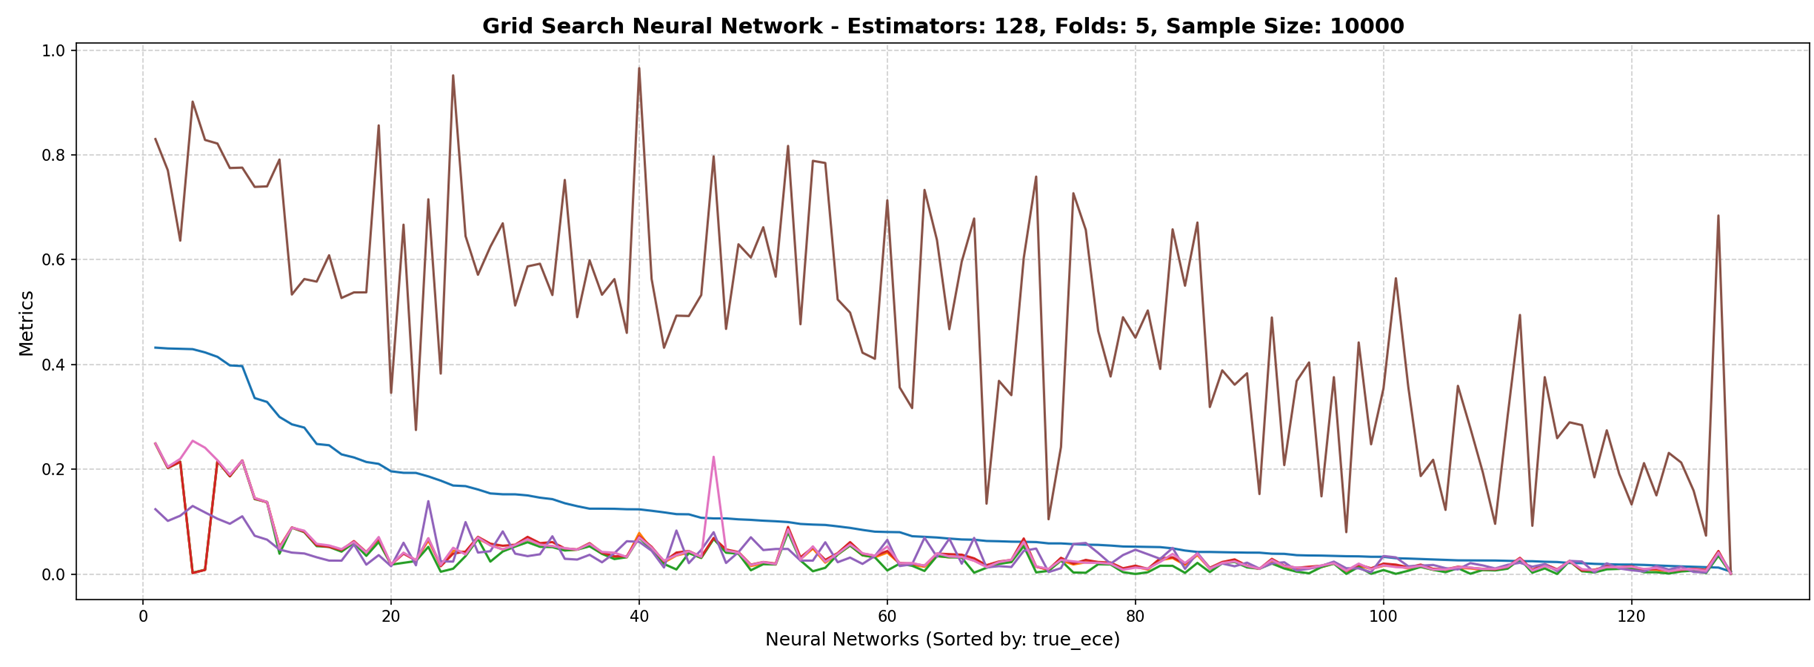 Grid Search Neural Network - Estimators: 128, Folds: 5, Sample Size: 10000
Metrics
1.0
0.8
0.6
0.4
0.2
0.0
0 20 40 60 80 100 120
Neural Networks (Sorted by: true_ece)